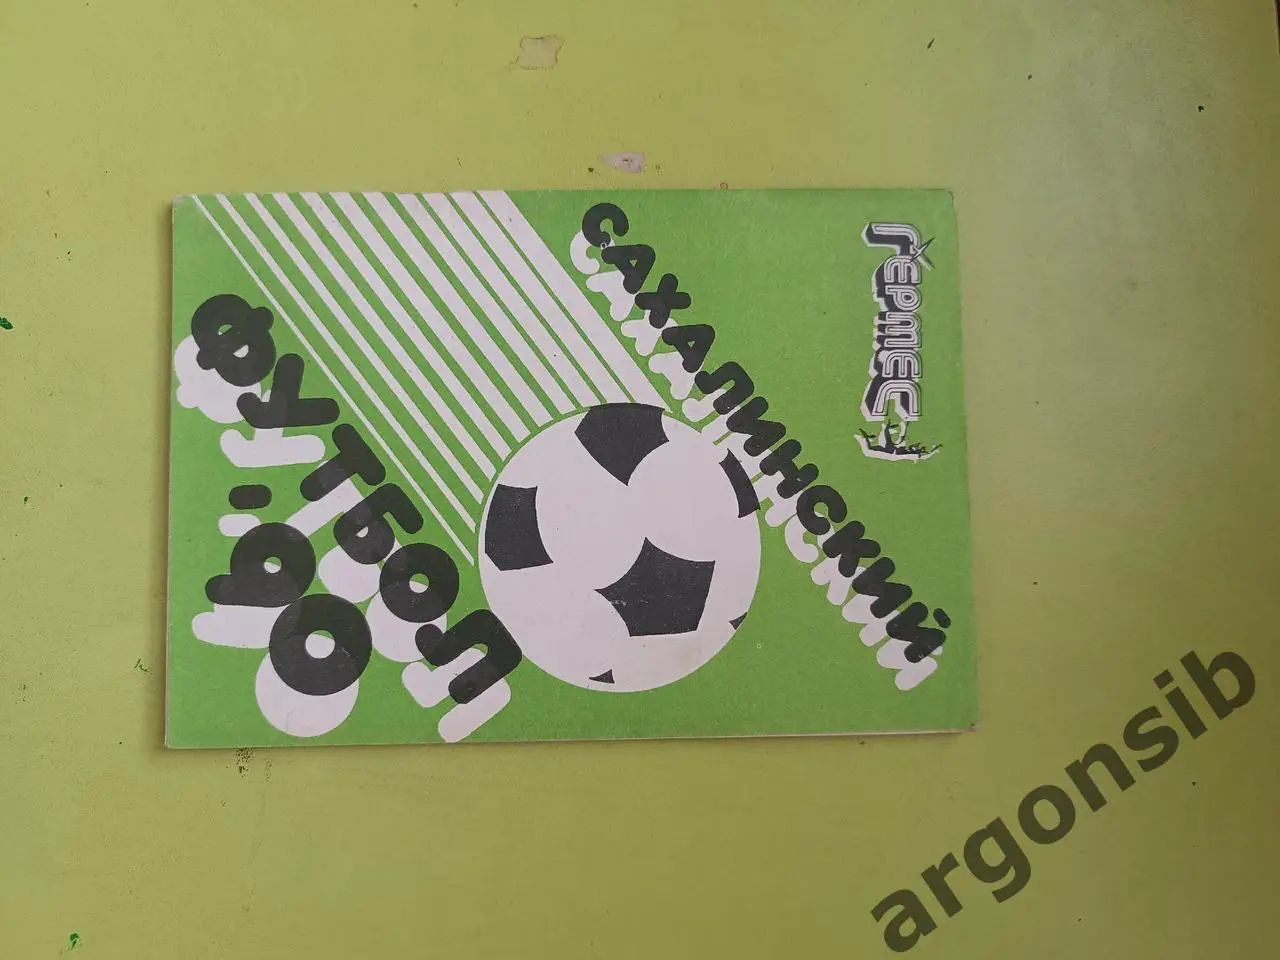 ГЕРМЕС
САХАЛИНСКИЙ
ФУТБОЛ
'90
argonsib